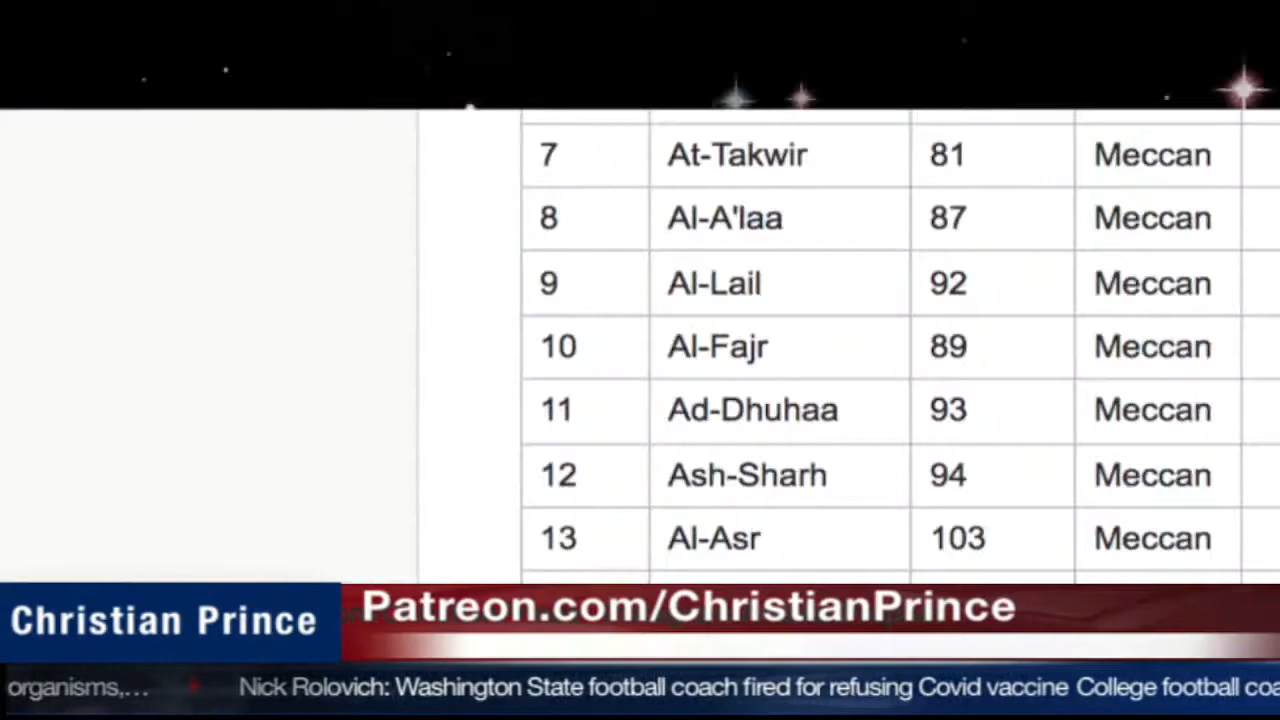 7 At-Takwir 81 Meccan
8 Al-A'laa 87 Meccan
9 Al-Lail 92 Meccan
10 Al-Fajr 89 Meccan
11 Ad-Dhuhaa 93 Meccan
12 Ash-Sharh 94 Meccan
13 Al-Asr 103 Meccan
Christian Prince
Patreon.com/ChristianPrince
organisms,... Nick Rolovich: Washington State football coach fired for refusing Covid vaccine College football